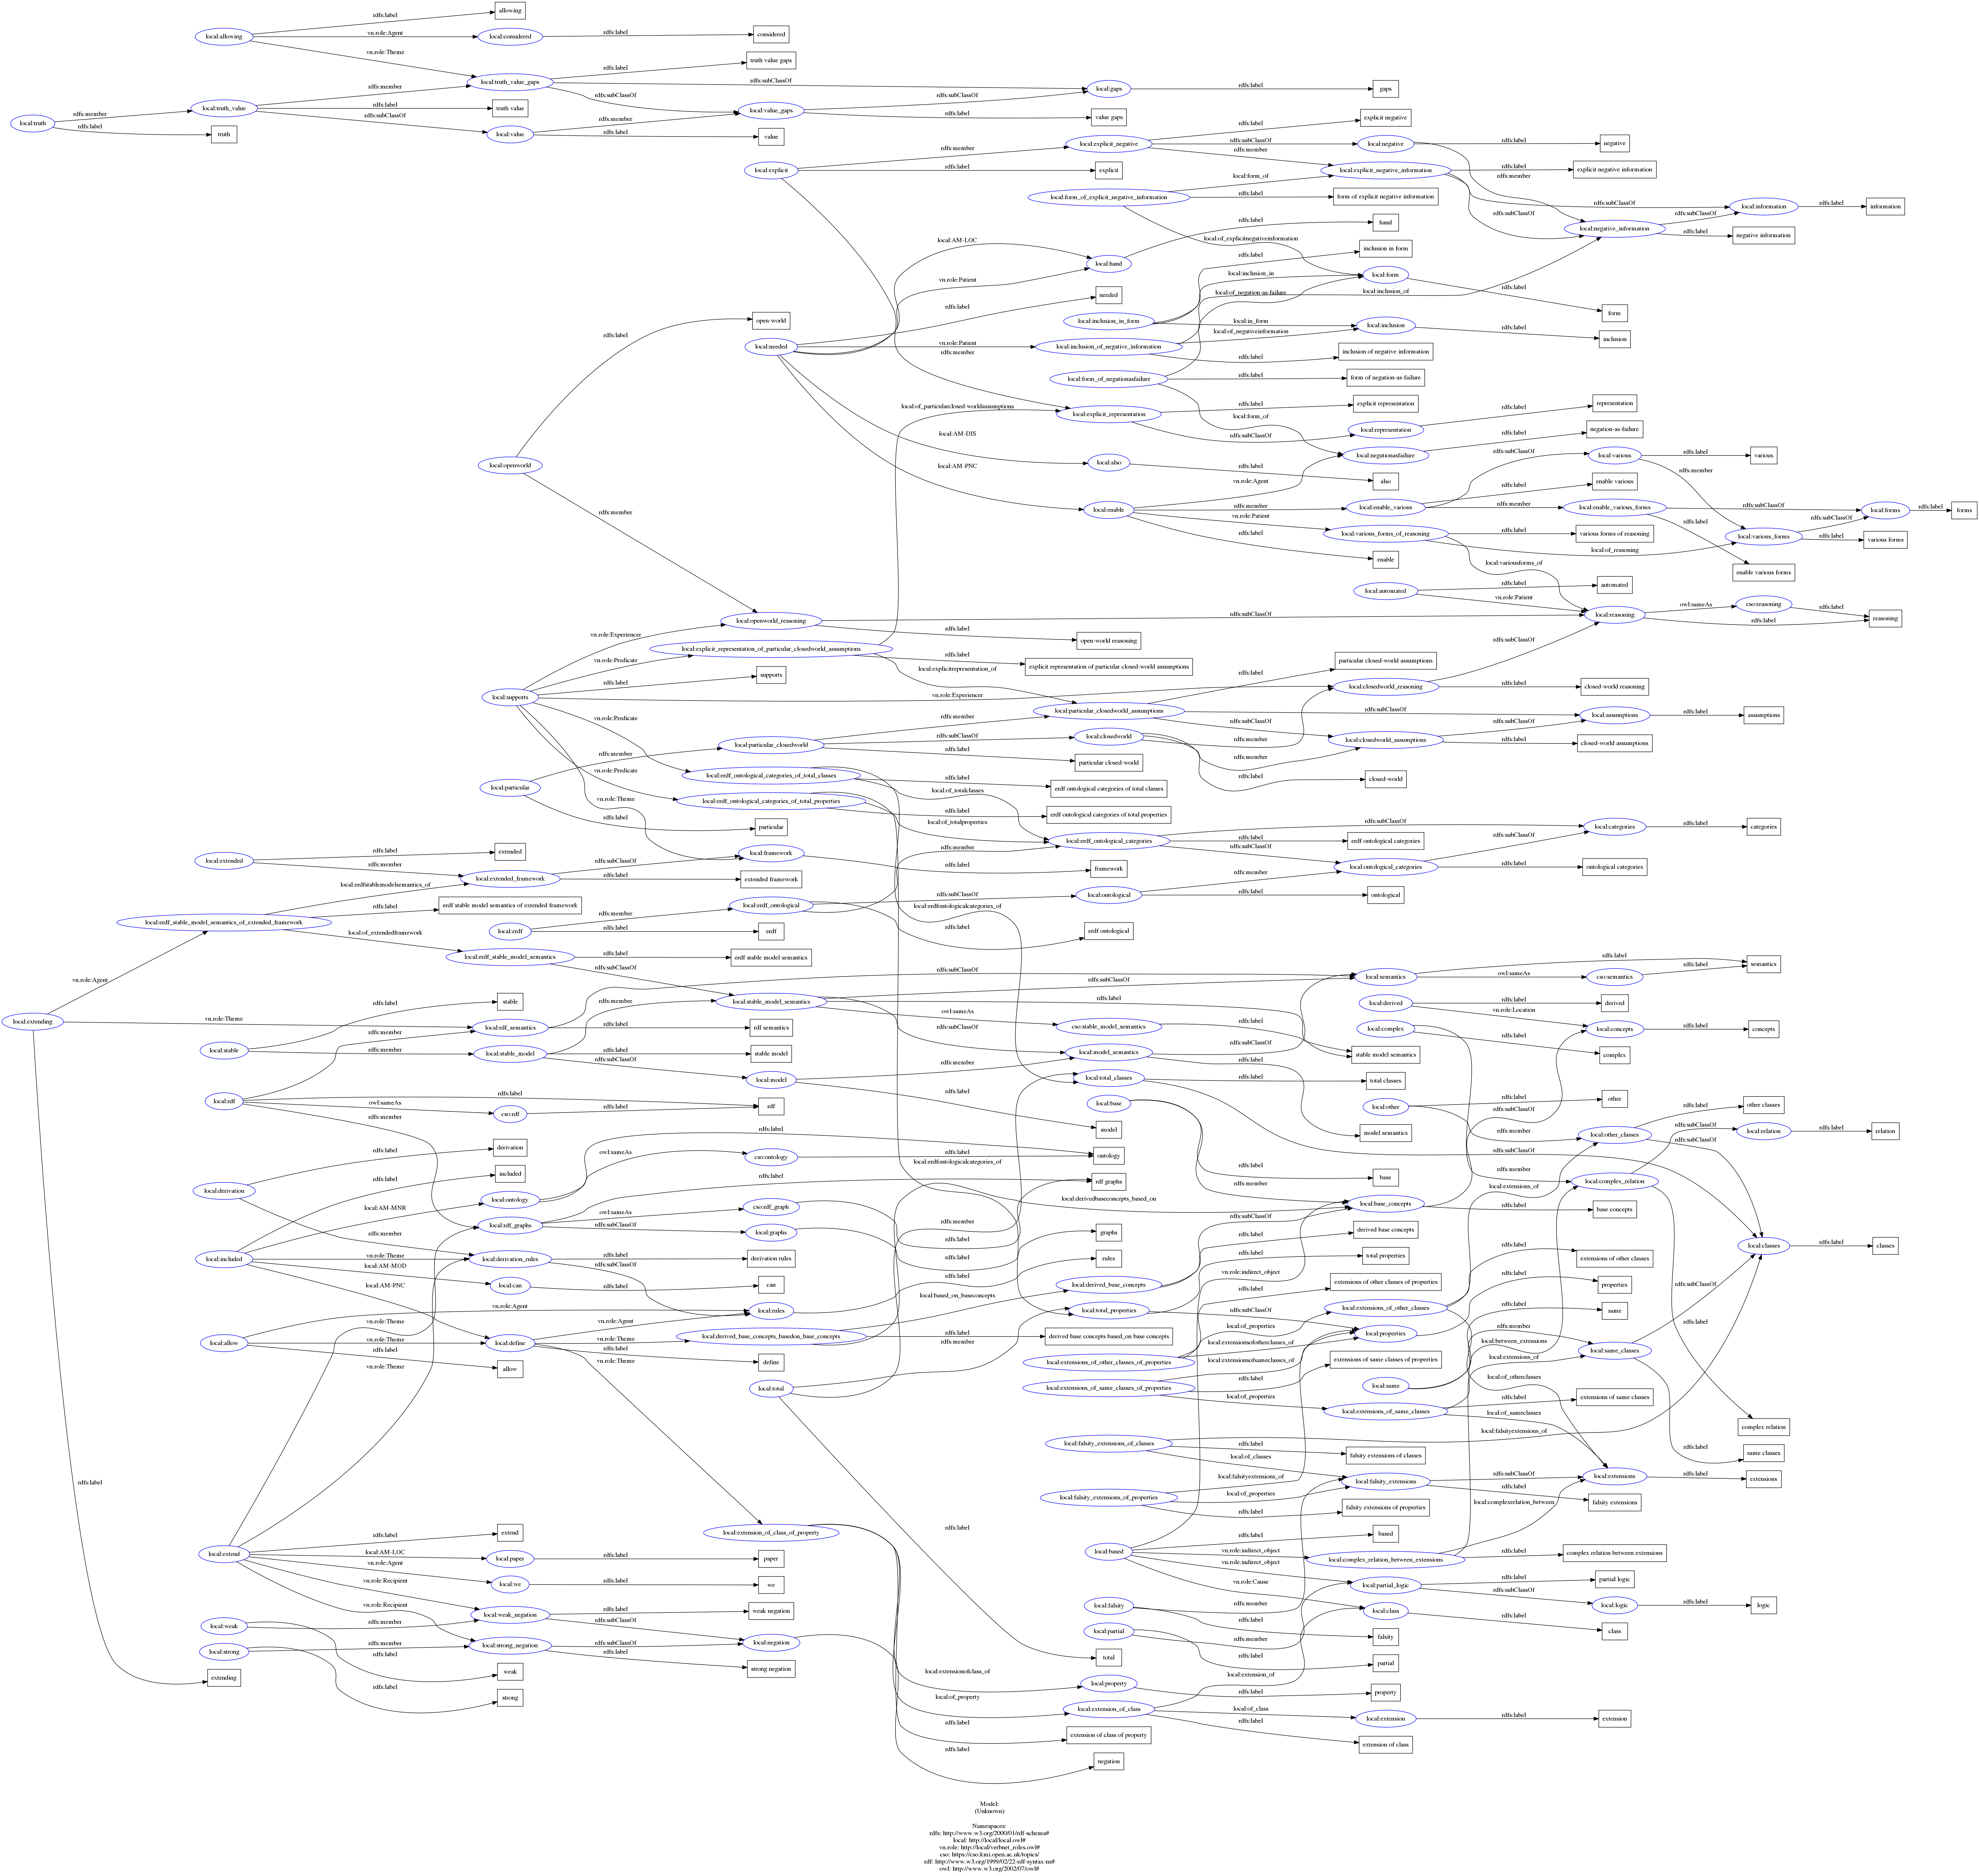 rdfs:label
allowing
local:allowing
vn.role:Agent
local:considered
rdfs:label
considered
vn.role:Theme
rdfs:label
truth value gaps
local:truth_value_gaps
rdfs:subClassOf
local:gaps
rdfs:label
gaps
rdfs:member
rdfs:subClassOf
local:truth
rdfs:member
local:truth_value
rdfs:label
truth value
local:value_gaps
rdfs:subClassOf
rdfs:label
value gaps
rdfs:label
truth
rdfs:subClassOf
local:value
rdfs:member
rdfs:label
value
local:explicit
rdfs:member
local:explicit_negative
rdfs:label
explicit negative
rdfs:subClassOf
local:negative
rdfs:label
negative
rdfs:member
rdfs:label
explicit
local:explicit_negative_information
rdfs:label
explicit negative information
rdfs:member
local:form_of_explicit_negative_information
local:form_of
rdfs:label
form of explicit negative information
rdfs:subClassOf
local:information
rdfs:label
information
rdfs:subClassOf
rdfs:subClassOf
local:negative_information
rdfs:label
negative information
local:of_explicitnegativeinformation
rdfs:label
hand
local:AM-LOC
local:hand
vn.role:Patient
rdfs:label
inclusion in form
local:inclusion_in
local:form
rdfs:label
form
local:of_negation-as-failure
local:inclusion_of
rdfs:label
needed
rdfs:label
open-world
local:needed
local:inclusion_in_form
local:in_form
local:inclusion
rdfs:label
inclusion
vn.role:Patient
local:inclusion_of_negative_information
local:of_negativeinformation
rdfs:label
inclusion of negative information
rdfs:member
local:form_of_negationasfailure
rdfs:label
form of negation-as-failure
local:of_particularclosed-worldassumptions
local:explicit_representation
rdfs:label
explicit representation
local:form_of
rdfs:subClassOf
local:representation
rdfs:label
representation
local:AM-DIS
local:also
rdfs:label
also
local:negationasfailure
rdfs:label
negation-as-failure
local:openworld
local:AM-PNC
local:enable
vn.role:Agent
rdfs:subClassOf
local:various
rdfs:label
various
rdfs:member
rdfs:member
local:enable_various
rdfs:label
enable various
rdfs:member
local:enable_various_forms
rdfs:subClassOf
local:forms
rdfs:label
forms
rdfs:member
vn.role:Patient
local:various_forms_of_reasoning
rdfs:label
various forms of reasoning
local:of_reasoning
local:various_forms
rdfs:subClassOf
rdfs:label
various forms
rdfs:label
enable
rdfs:label
enable various forms
local:variousforms_of
local:automated
rdfs:label
automated
vn.role:Patient
local:reasoning
owl:sameAs
cso:reasoning
rdfs:label
rdfs:label
reasoning
local:openworld_reasoning
rdfs:subClassOf
rdfs:label
open-world reasoning
vn.role:Experiencer
local:explicit_representation_of_particular_closedworld_assumptions
rdfs:label
explicit representation of particular closed-world assumptions
local:explicitrepresentation_of
vn.role:Predicate
rdfs:label
supports
local:supports
vn.role:Experiencer
rdfs:subClassOf
rdfs:label
particular closed-world assumptions
local:closedworld_reasoning
rdfs:label
closed-world reasoning
vn.role:Predicate
local:particular_closedworld_assumptions
rdfs:subClassOf
local:assumptions
rdfs:label
assumptions
rdfs:member
local:particular_closedworld
rdfs:member
rdfs:subClassOf
local:closedworld
rdfs:subClassOf
rdfs:member
local:closedworld_assumptions
rdfs:subClassOf
rdfs:label
closed-world assumptions
rdfs:label
particular closed-world
rdfs:member
rdfs:label
closed-world
vn.role:Predicate
local:erdf_ontological_categories_of_total_classes
rdfs:label
erdf ontological categories of total classes
local:particular
vn.role:Theme
local:of_totalclasses
local:erdf_ontological_categories_of_total_properties
rdfs:label
erdf ontological categories of total properties
rdfs:label
particular
local:of_totalproperties
rdfs:member
local:erdf_ontological_categories
rdfs:subClassOf
local:categories
rdfs:label
categories
rdfs:label
erdf ontological categories
rdfs:subClassOf
rdfs:subClassOf
local:extended
rdfs:label
extended
local:framework
rdfs:label
framework
rdfs:member
rdfs:subClassOf
local:ontological_categories
rdfs:label
ontological categories
local:erdfstablemodelsemantics_of
local:extended_framework
rdfs:label
extended framework
rdfs:member
rdfs:subClassOf
local:ontological
rdfs:label
ontological
local:erdf_stable_model_semantics_of_extended_framework
rdfs:label
erdf stable model semantics of extended framework
rdfs:member
local:erdf_ontological
local:erdfontologicalcategories_of
rdfs:label
erdf ontological
local:of_extendedframework
local:erdf
rdfs:label
erdf
local:erdf_stable_model_semantics
rdfs:label
erdf stable model semantics
rdfs:subClassOf
vn.role:Agent
rdfs:subClassOf
rdfs:subClassOf
local:semantics
rdfs:label
semantics
owl:sameAs
cso:semantics
rdfs:label
rdfs:label
stable
rdfs:member
local:stable_model_semantics
rdfs:label
local:derived
rdfs:label
derived
vn.role:Location
local:extending
vn.role:Theme
local:rdf_semantics
rdfs:label
rdf semantics
owl:sameAs
cso:stable_model_semantics
rdfs:label
local:complex
local:concepts
rdfs:label
concepts
rdfs:member
rdfs:subClassOf
rdfs:subClassOf
rdfs:label
complex
local:stable
rdfs:member
local:stable_model
rdfs:label
stable model
rdfs:subClassOf
local:model
rdfs:member
local:model_semantics
rdfs:label
stable model semantics
rdfs:label
local:total_classes
rdfs:label
total classes
local:rdf
rdfs:label
rdf
owl:sameAs
cso:rdf
rdfs:label
rdfs:member
local:base
local:other
rdfs:label
other
rdfs:subClassOf
rdfs:label
other classes
rdfs:label
model
model semantics
rdfs:member
local:other_classes
rdfs:subClassOf
local:relation
rdfs:label
relation
rdfs:subClassOf
rdfs:subClassOf
rdfs:label
derivation
rdfs:label
owl:sameAs
cso:ontology
rdfs:label
ontology
local:erdfontologicalcategories_of
rdfs:label
base
rdfs:label
included
rdfs:label
rdf graphs
rdfs:member
rdfs:member
local:complex_relation
local:extensions_of
local:derivation
local:AM-MNR
local:ontology
local:derivedbaseconcepts_based_on
local:base_concepts
rdfs:label
base concepts
owl:sameAs
cso:rdf_graph
rdfs:member
local:rdf_graphs
rdfs:subClassOf
local:graphs
rdfs:label
rdfs:member
rdfs:subClassOf
rdfs:label
derived base concepts
rdfs:label
graphs
local:included
vn.role:Theme
local:derivation_rules
rdfs:label
derivation rules
rdfs:label
rdfs:label
total properties
rdfs:label
extensions of other classes
local:classes
rdfs:label
classes
local:AM-MOD
rdfs:subClassOf
rules
local:AM-PNC
local:can
rdfs:label
can
rdfs:label
local:derived_base_concepts
vn.role:indirect_object
rdfs:label
extensions of other classes of properties
rdfs:label
properties
rdfs:subClassOf
local:based_on_baseconcepts
vn.role:Agent
local:rules
local:total_properties
rdfs:subClassOf
local:extensions_of_other_classes
rdfs:label
same
vn.role:Theme
vn.role:Agent
local:of_properties
rdfs:member
rdfs:label
local:allow
vn.role:Theme
local:define
vn.role:Theme
local:derived_base_concepts_basedon_base_concepts
rdfs:label
derived base concepts based_on base concepts
rdfs:member
local:properties
rdfs:label
local:between_extensions
local:same_classes
rdfs:label
rdfs:label
allow
vn.role:Theme
vn.role:Theme
rdfs:label
define
local:extensions_of_other_classes_of_properties
local:extensionsofotherclasses_of
local:extensionsofsameclasses_of
extensions of same classes of properties
local:extensions_of
local:total
local:extensions_of_same_classes_of_properties
rdfs:label
local:of_properties
local:same
local:of_otherclasses
rdfs:label
extensions of same classes
local:extensions_of_same_classes
local:of_sameclasses
complex relation
local:falsityextensions_of
local:falsity_extensions_of_classes
rdfs:label
falsity extensions of classes
local:of_classes
rdfs:label
same classes
rdfs:label
local:falsityextensions_of
local:falsity_extensions
rdfs:subClassOf
local:extensions
rdfs:label
extensions
local:falsity_extensions_of_properties
local:of_properties
rdfs:label
falsity extensions of properties
rdfs:label
falsity extensions
local:complexrelation_between
rdfs:label
extend
local:extension_of_class_of_property
rdfs:label
rdfs:label
based
local:extend
local:AM-LOC
local:paper
rdfs:label
paper
local:based
vn.role:indirect_object
local:complex_relation_between_extensions
rdfs:label
complex relation between extensions
vn.role:Agent
local:we
rdfs:label
we
vn.role:indirect_object
local:partial_logic
rdfs:label
partial logic
rdfs:subClassOf
local:logic
rdfs:label
logic
vn.role:Recipient
vn.role:Cause
vn.role:Recipient
local:weak_negation
rdfs:label
weak negation
rdfs:subClassOf
local:falsity
rdfs:member
rdfs:label
falsity
local:class
rdfs:label
class
local:weak
rdfs:member
local:partial
rdfs:member
rdfs:label
partial
local:strong
rdfs:member
rdfs:label
local:strong_negation
rdfs:subClassOf
local:negation
rdfs:label
strong negation
total
extending
weak
rdfs:label
strong
local:extensionofclass_of
local:extension_of
local:property
rdfs:label
property
local:of_property
local:extension_of_class
local:of_class
local:extension
rdfs:label
extension
rdfs:label
rdfs:label
extension of class of property
extension of class
rdfs:label
negation
Model:
(Unknown)
Namespaces:
rdfs: http://www.w3.org/2000/01/rdf-schema#
local: http://local/local.owl#
vn.role: http://local/verbnet_roles.owl#
cso: https://cso.kmi.open.ac.uk/topics/
rdf: http://www.w3.org/1999/02/22-rdf-syntax-ns#
owl: http://www.w3.org/2002/07/owl#